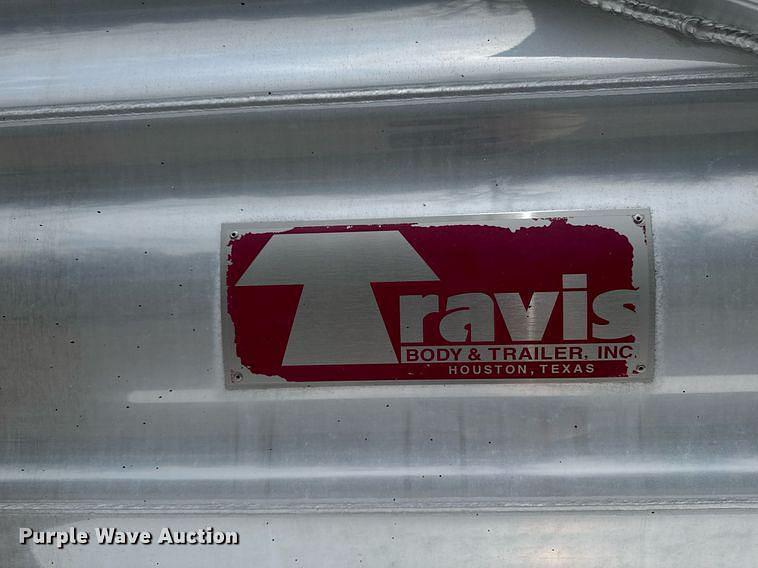 Travis
BODY & TRAILER, INC.
HOUSTON, TEXAS
Purple Wave Auction